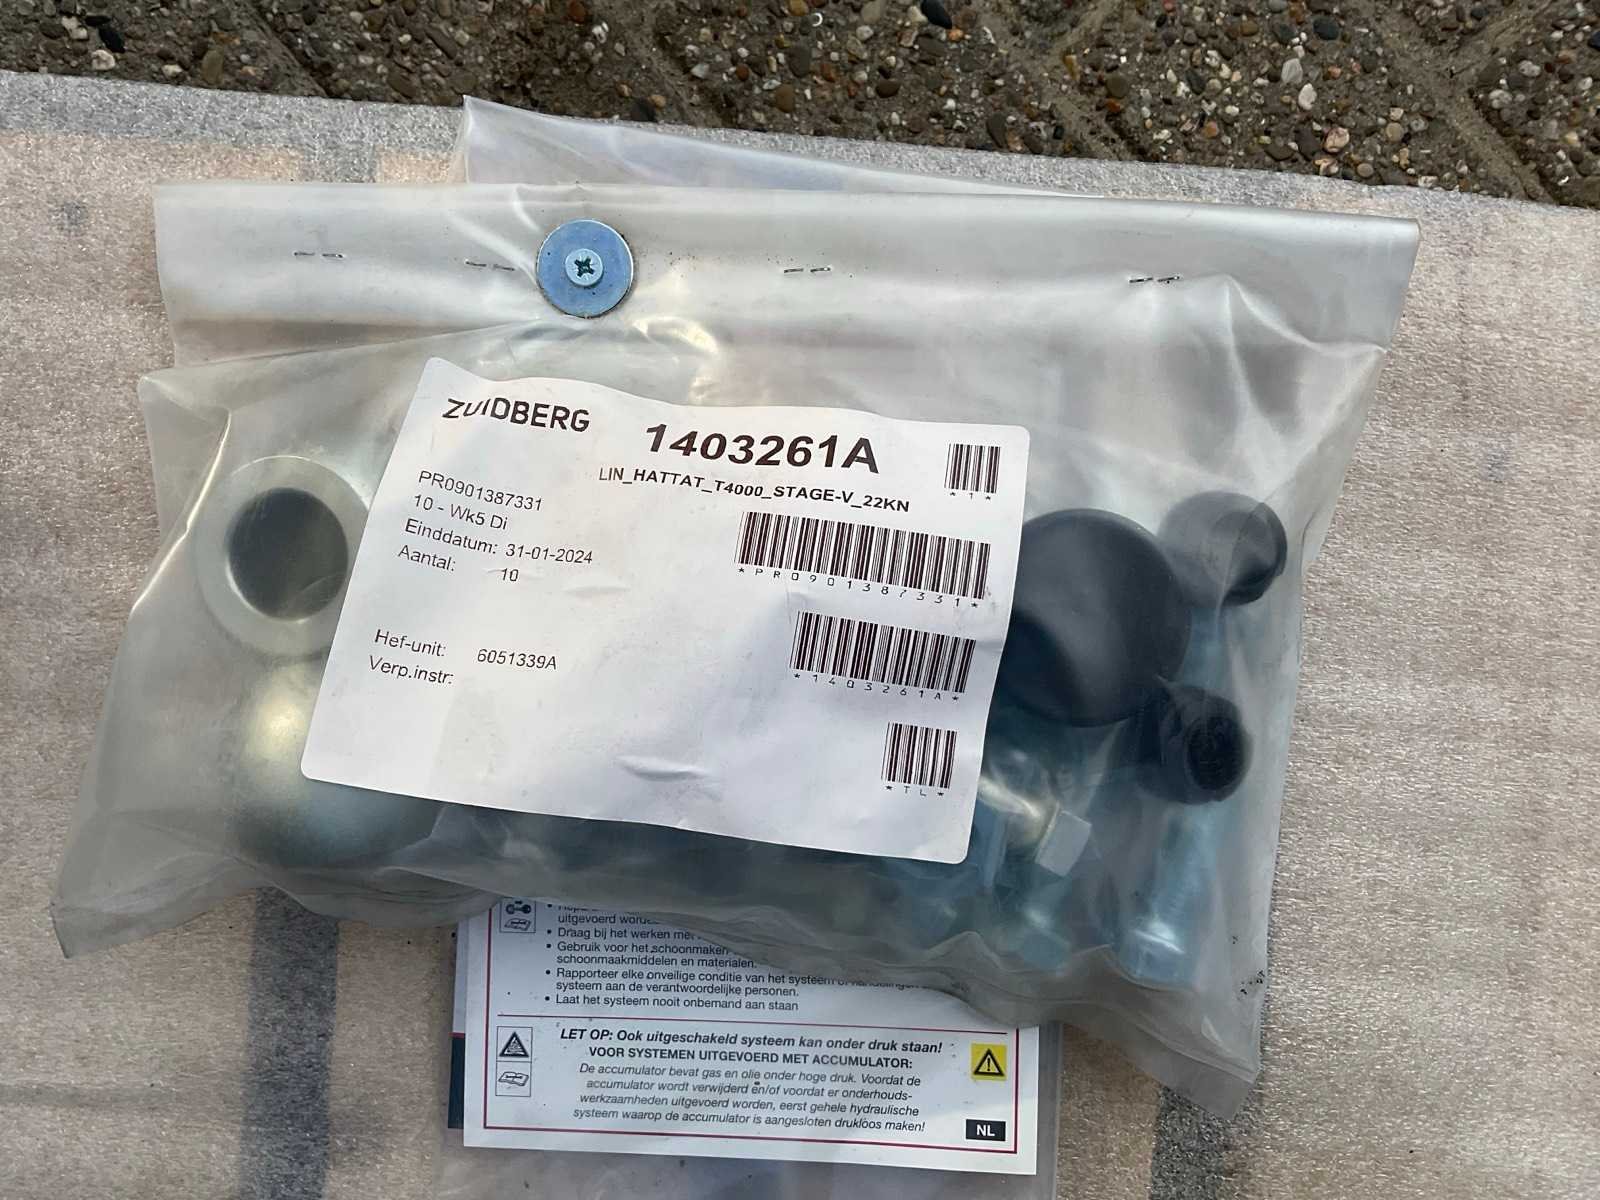 ZUIDBERG
1403261A
LIN_HATTAT_T4000_STAGE-V_22KN
*1*
PR0901387331
10 - Wk5 Di
Einddatum: 31-01-2024
Aantal: 10
*PR0901387331*
Hef-unit: 6051339A
Verp.instr:
*1403261A*
*TL*
uitgevoerd
• Draag bij het werken
• Gebruik voor het schoonmaken
schoonmaakmiddelen en materialen.
• Rapporteer elke onveilige conditie van het systeem
systeem aan de verantwoordelijke personen.
• Laat het systeem nooit onbemand aan staan
LET OP: Ook uitgeschakeld systeem kan onder druk staan!
VOOR SYSTEMEN UITGEVOERD MET ACCUMULATOR:
De accumulator bevat gas en olie onder hoge druk. Voordat de
accumulator wordt verwijderd en/of voordat er onderhouds-
werkzaamheden uitgevoerd worden, eerst gehele hydraulische
systeem waarop de accumulator is aangesloten drukloos maken!
NL